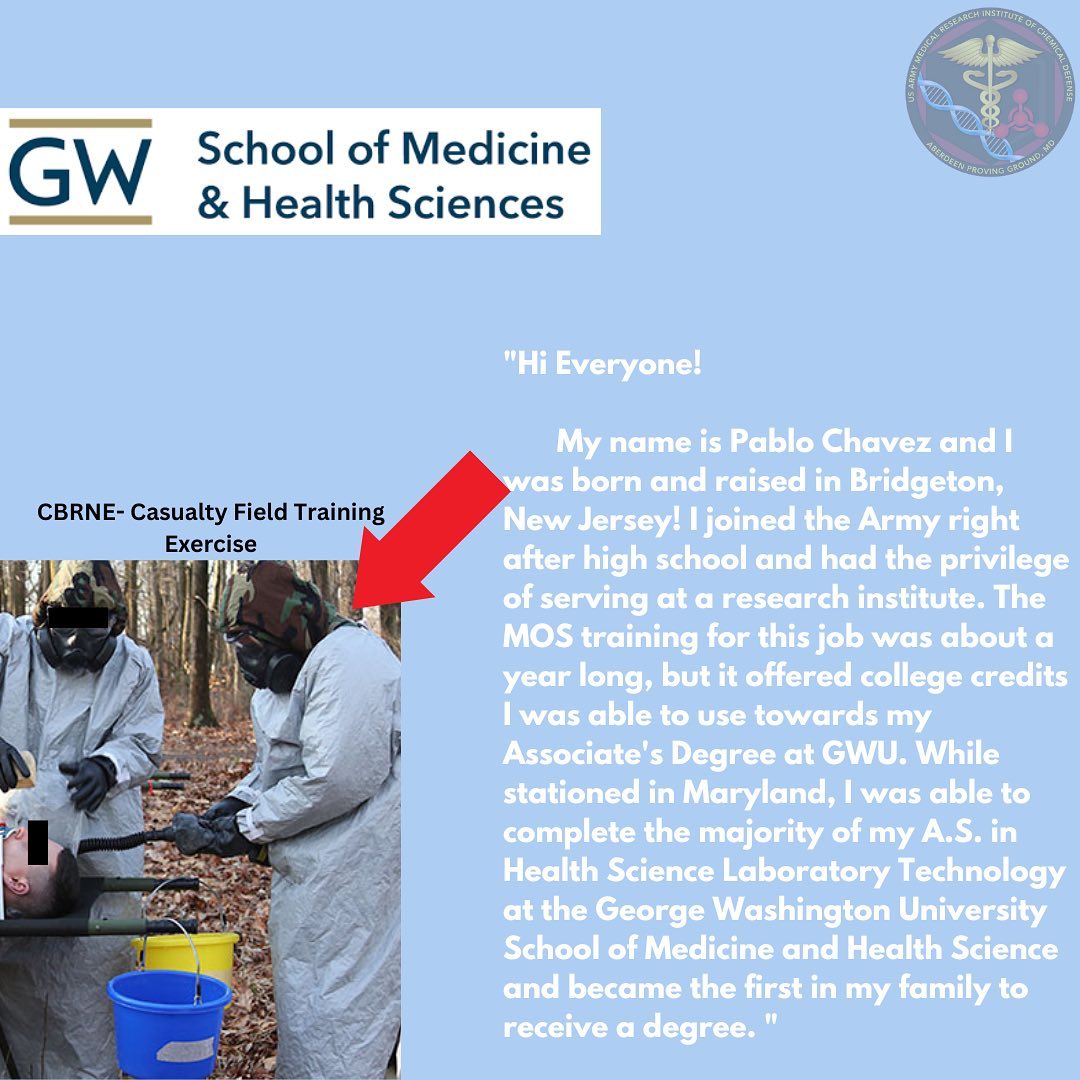 US ARMY MEDICAL RESEARCH INSTITUTE OF CHEMICAL DEFENSE
ABERDEEN PROVING GROUND, MD
GW
School of Medicine
& Health Sciences
"Hi Everyone!
My name is Pablo Chavez and I
was born and raised in Bridgeton,
New Jersey! I joined the Army right
after high school and had the privilege
of serving at a research institute. The
MOS training for this job was about a
year long, but it offered college credits
I was able to use towards my
Associate's Degree at GWU. While
stationed in Maryland, I was able to
complete the majority of my A.S. in
Health Science Laboratory Technology
at the George Washington University
School of Medicine and Health Science
and became the first in my family to
receive a degree. "
CBRNE- Casualty Field Training
Exercise